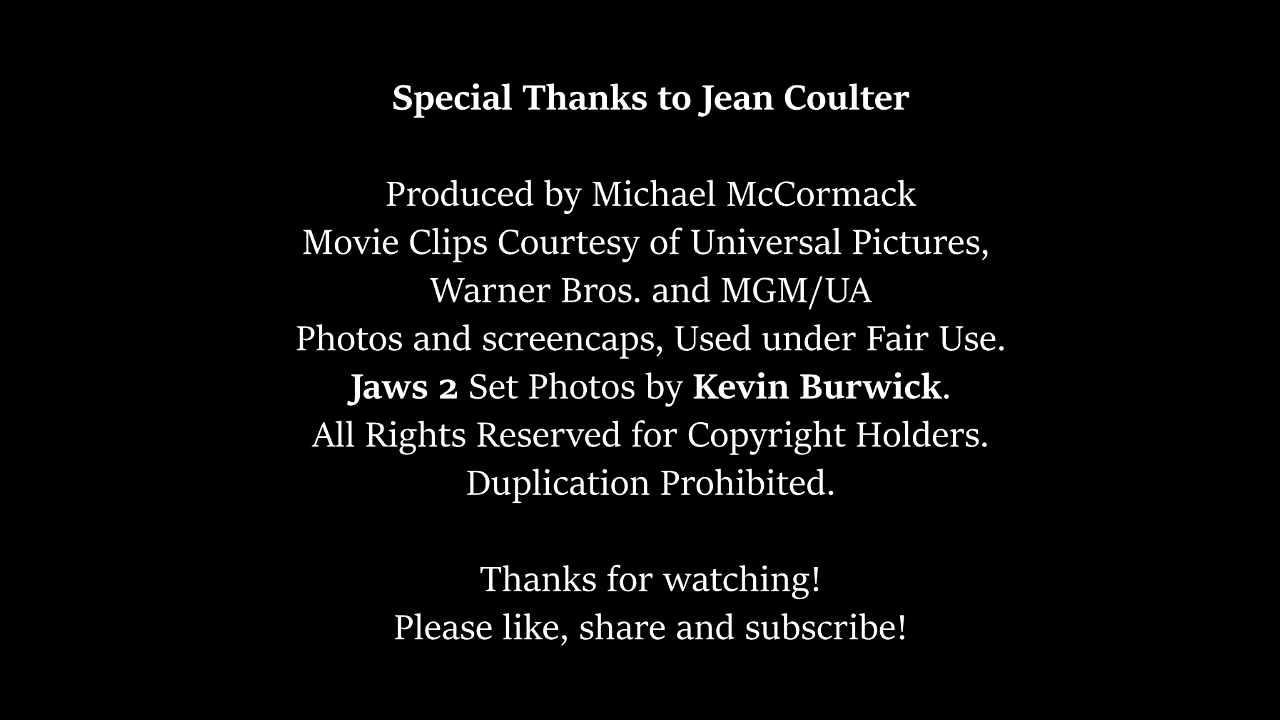 Special Thanks to Jean Coulter
Produced by Michael McCormack
Movie Clips Courtesy of Universal Pictures,
Warner Bros. and MGM/UA
Photos and screencaps, Used under Fair Use.
Jaws 2 Set Photos by Kevin Burwick.
All Rights Reserved for Copyright Holders.
Duplication Prohibited.
Thanks for watching!
Please like, share and subscribe!